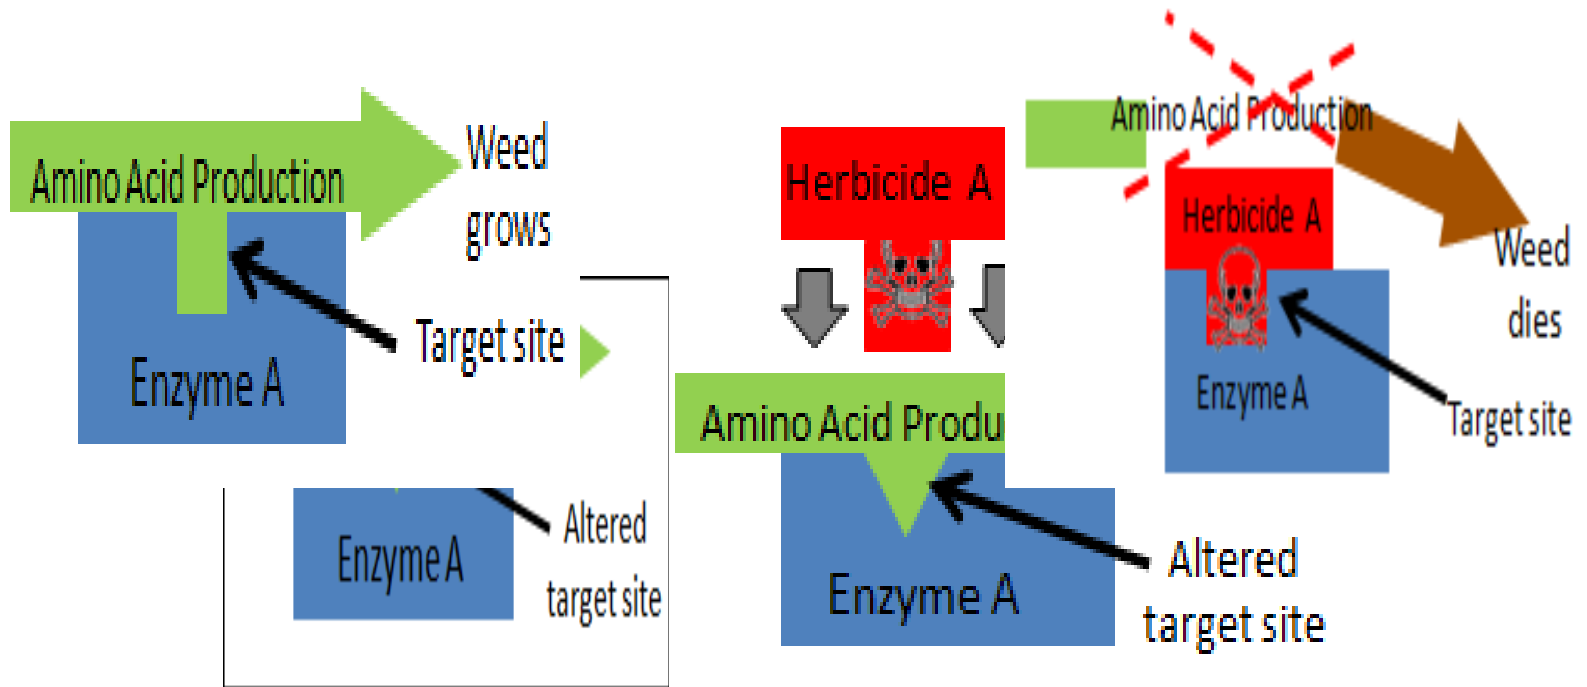 Amino Acid Production
Weed
grows
Target site
Enzyme A
Enzyme A
Altered
target site
Herbicide A
Amino Acid Produ
Enzyme A
Altered
target site
Amino Acid Production
Herbicide A
Weed
dies
Enzyme A
Target site